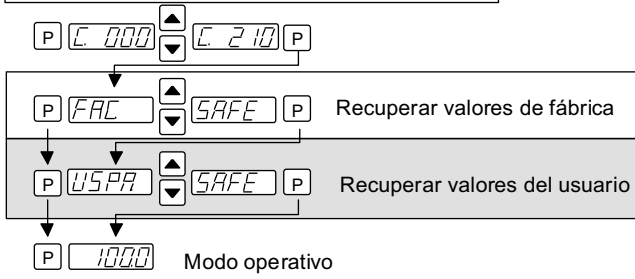 P C. 000 C. 210 P
P FAC SAFE P Recuperar valores de fábrica
P USPA SAFE P Recuperar valores del usuario
P 100.0 Modo operativo